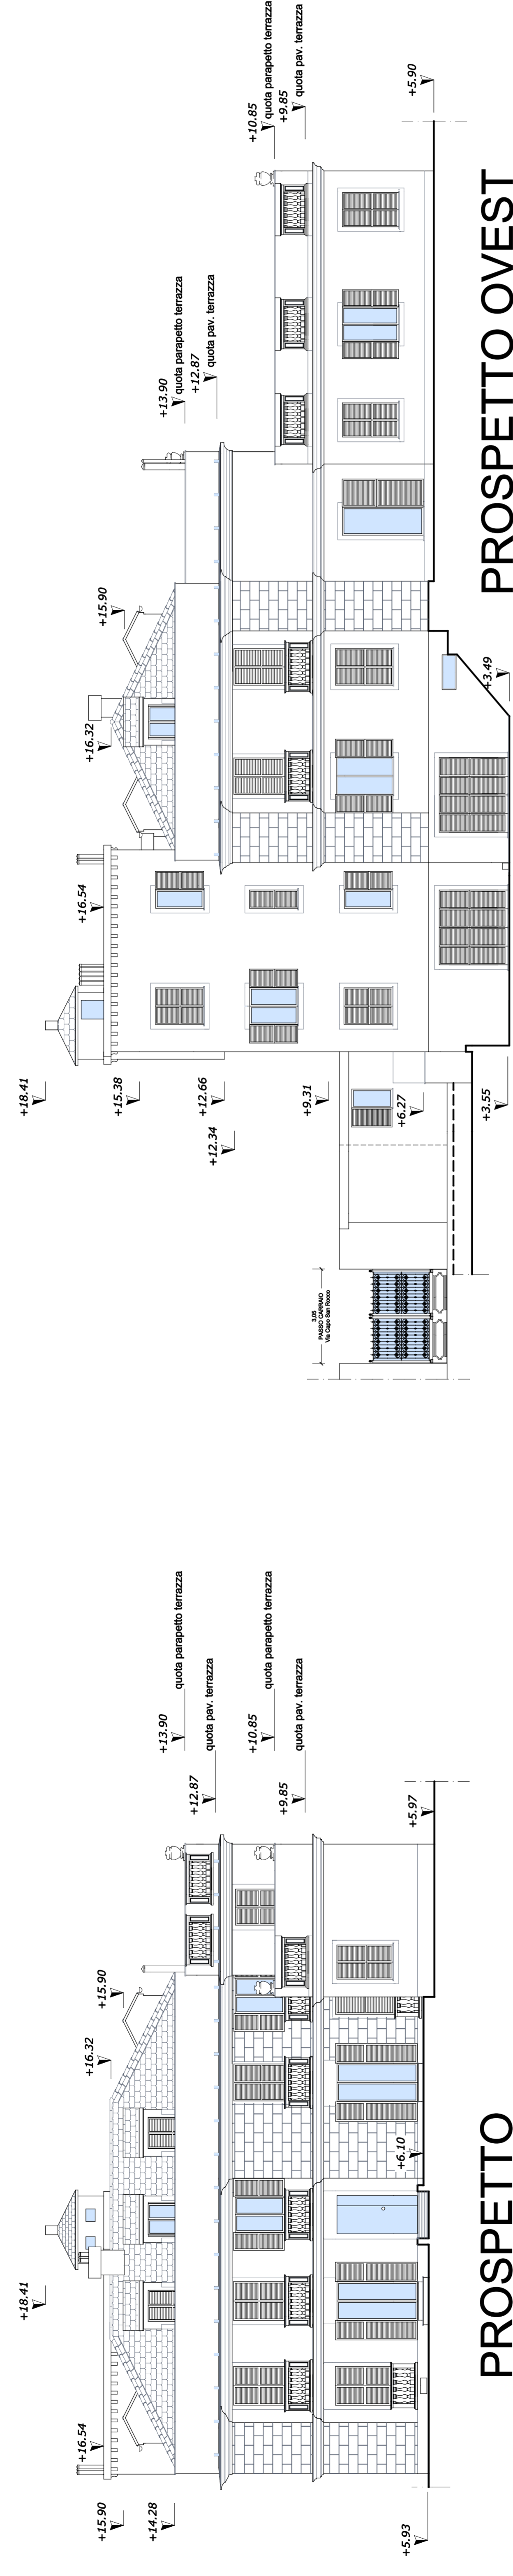 +10.85
quota parapetto terrazza
+9.85
quota pav. terrazza
+5.90
+13.90
quota parapetto terrazza
+12.87
quota pav. terrazza
+15.90
+16.32
+3.49
+16.54
+18.41
+15.38
+12.66
+12.34
+9.31
+6.27
+3.55
3,05
PASSO CARRAIO
Via Capo San Rocco
PROSPETTO OVEST
+13.90
quota parapetto terrazza
+12.87
quota pav. terrazza
+10.85
quota parapetto terrazza
+9.85
quota pav. terrazza
+5.97
+15.90
+16.32
+6.10
+18.41
+16.54
+15.90
+14.28
+5.93
PROSPETTO